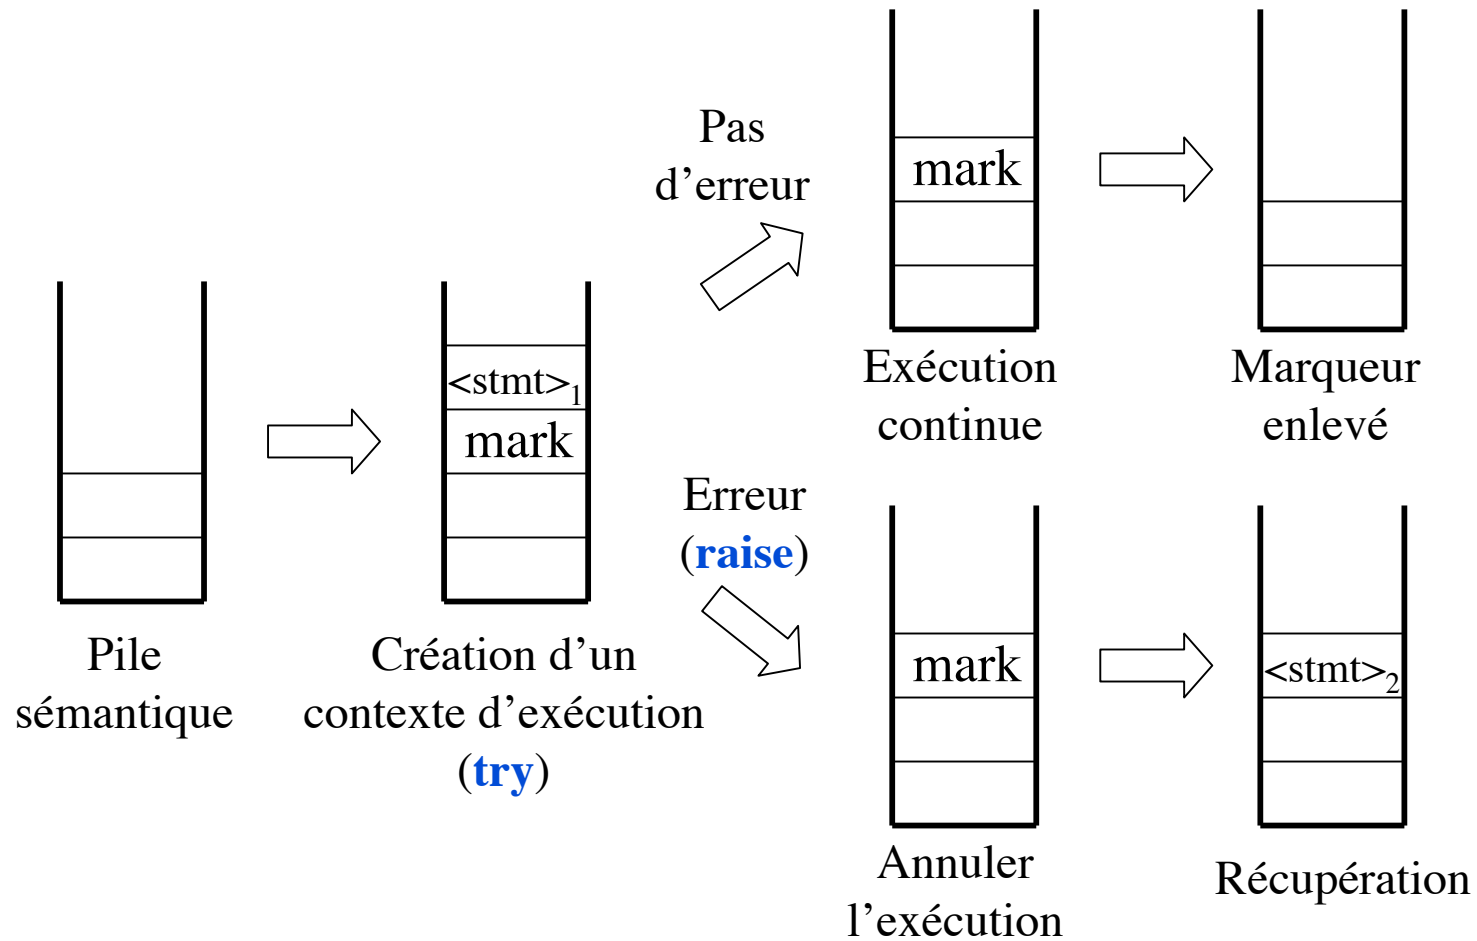 Pile
sémantique
<stmt>₁
mark
Création d’un
contexte d’exécution
(try)
Pas
d’erreur
mark
Exécution
continue
Marqueur
enlevé
Erreur
(raise)
mark
Annuler
l’exécution
<stmt>₂
Récupération